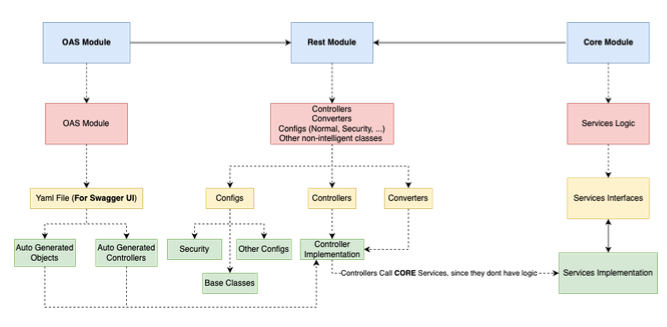 OAS Module
Rest Module
Core Module
OAS Module
Controllers
Converters
Configs (Normal, Security, ...)
Other non-intelligent classes
Services Logic
Yaml File (For Swagger UI)
Configs
Controllers
Converters
Services Interfaces
Auto Generated
Objects
Auto Generated
Controllers
Security
Other Configs
Controller
Implementation
Base Classes
Controllers Call CORE Services, since they dont have logic
Services Implementation